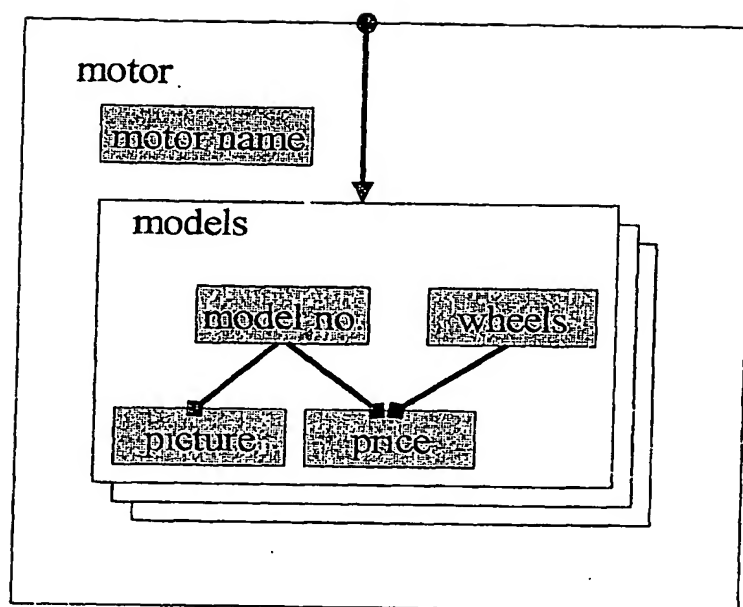 motor
motor name
models
model no.
wheels
picture
price